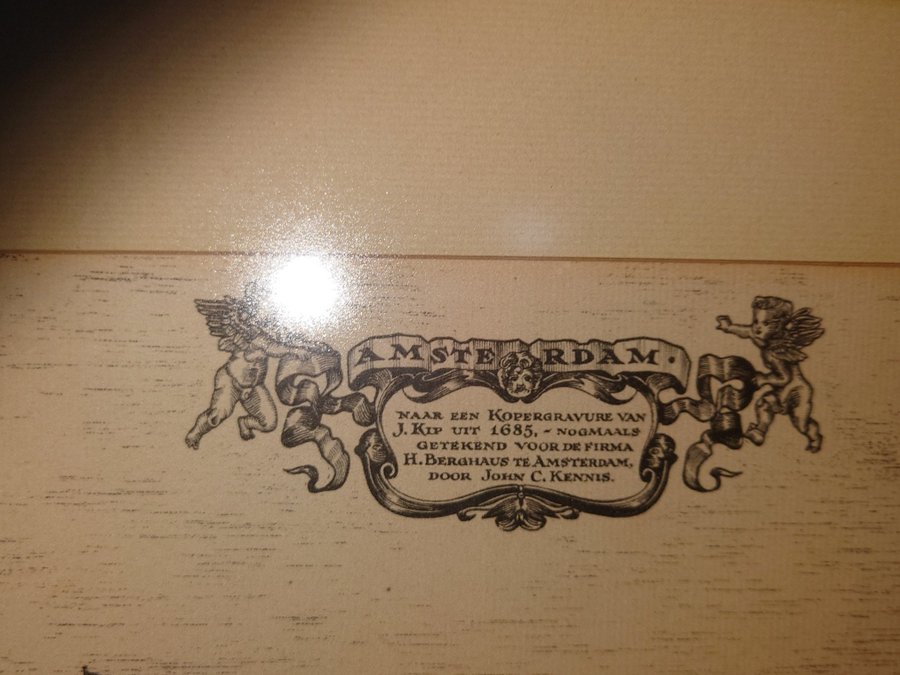 AMSTERDAM.
NAAR EEN KOPERGRAVURE VAN
J. KIP UIT 1685, - NOGMAALS
GETEKEND VOOR DE FIRMA
H. BERGHAUS TE AMSTERDAM,
DOOR JOHN C. KENNIS.